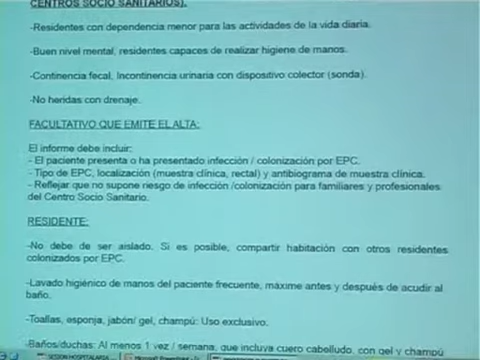 CENTROS SOCIO SANITARIOS).
-Residentes con dependencia menor para las actividades de la vida diaria.
-Buen nivel mental, residentes capaces de realizar higiene de manos.
-Continencia fecal, Incontinencia urinaria con dispositivo colector (sonda).
-No heridas con drenaje.
FACULTATIVO QUE EMITE EL ALTA:
El informe debe incluir:
- El paciente presenta o ha presentado infección / colonización por EPC.
- Tipo de EPC, localización (muestra clínica, rectal) y antibiograma de muestra clínica.
- Reflejar que no supone riesgo de infección /colonización para familiares y profesionales
del Centro Socio Sanitario.
RESIDENTE:
-No debe de ser aislado. Si es posible, compartir habitación con otros residentes
colonizados por EPC.
-Lavado higiénico de manos del paciente frecuente, máxime antes y después de acudir al
baño.
-Toallas, esponja, jabón/ gel, champú: Uso exclusivo.
-Baños/duchas: Al menos 1 vez / semana, que incluya cuero cabelludo, con gel y champú